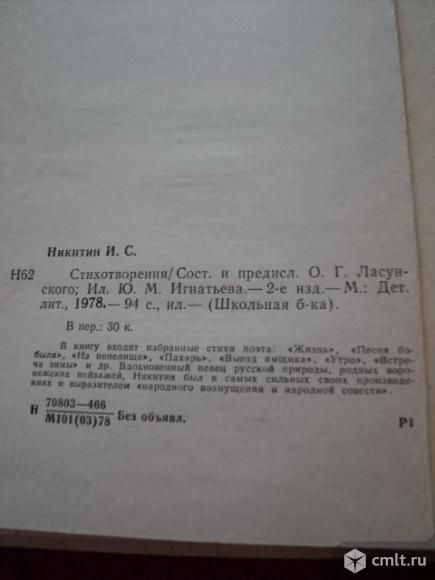 Никитин И. С.
Н62 Стихотворения/Сост. и предисл. О. Г. Ласун-
ского; Ил. Ю. М. Игнатьева.— 2-е изд.— М.: Дет.
лит., 1978.— 94 с., ил.— (Школьная б-ка).
В пер.: 30 к.
В книгу входят избранные стихи поэта: «Жизнь», «Песня бо-
быля», «На пепелище», «Пахарь», «Выезд ямщика», «Утро», «Встре-
ча зимы» и др. Вдохновенный певец русской природы, родных воро-
нежских пейзажей, Никитин был в самых сильных своих произведе-
ниях и выразителем «народного возмущения и народной совести».
Н 70803—466
М101(03)78 Без объявл.
Р1
cmlt.ru